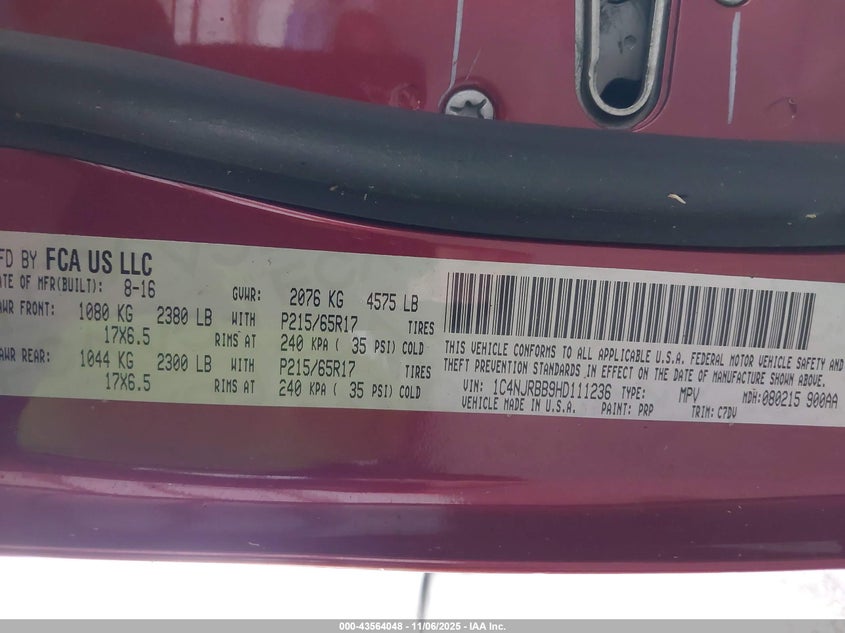 MFD BY FCA US LLC
DATE OF MFR(BUILT): 8-16 GVWR: 2076 KG 4575 LB
GAWR FRONT: 1080 KG 2380 LB WITH P215/65R17 TIRES
17X6.5 RIMS AT 240 KPA ( 35 PSI) COLD
GAWR REAR: 1044 KG 2300 LB WITH P215/65R17 TIRES
17X6.5 RIMS AT 240 KPA ( 35 PSI) COLD
THIS VEHICLE CONFORMS TO ALL APPLICABLE U.S.A. FEDERAL MOTOR VEHICLE SAFETY AND
THEFT PREVENTION STANDARDS IN EFFECT ON THE DATE OF MANUFACTURE SHOWN ABOVE.
VIN: 1C4NJRBB9HD111236 TYPE: MPV MDH:080215 900AA
VEHICLE MADE IN U.S.A. PAINT: PRP TRIM: C7DV
000-43564048 - 11/06/2025 - IAA Inc.